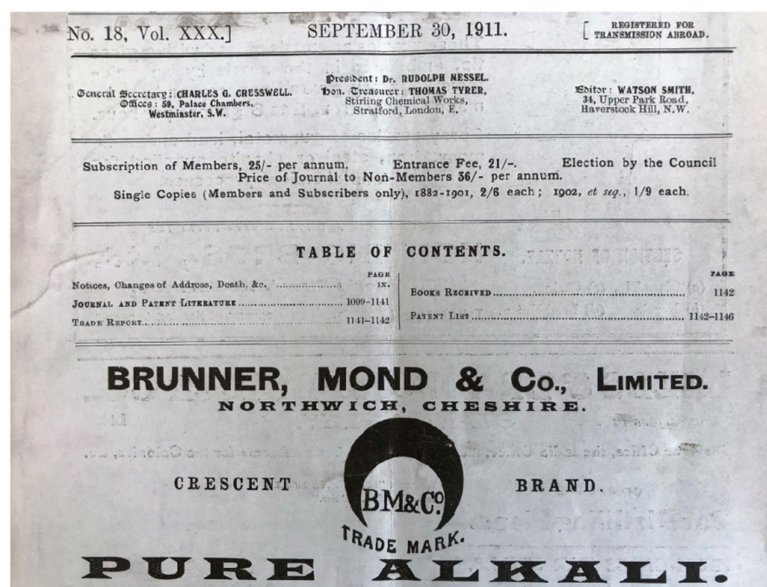 No. 18, Vol. XXX.] SEPTEMBER 30, 1911. [ REGISTERED FOR TRANSMISSION ABROAD.
President: Dr. RUDOLPH MESSEL.
General Secretary: CHARLES G. CRESSWELL.
Offices: 59, Palace Chambers,
Westminster, S.W.
Hon. Treasurer: THOMAS TYRER,
Stirling Chemical Works,
Stratford, London, E.
Editor: WATSON SMITH,
34, Upper Park Road,
Haverstock Hill, N.W.
Subscription of Members, 25/- per annum. Entrance Fee, 21/-. Election by the Council
Price of Journal to Non-Members 36/- per annum.
Single Copies (Members and Subscribers only), 1882-1901, 2/6 each; 1902, et seq., 1/9 each.
TABLE OF CONTENTS.
PAGE
Notices, Changes of Address, Death, &c. ........................ IX.
JOURNAL AND PATENT LITERATURE ........................ 1099-1141
TRADE REPORT ........................ 1141-1142
PAGE
BOOKS RECEIVED ........................ 1142
PATENT LIST ........................ 1142-1146
BRUNNER, MOND & Co., LIMITED.
NORTHWICH, CHESHIRE.
CRESCENT BRAND.
BM&Co.
TRADE MARK.
PURE ALKALI.